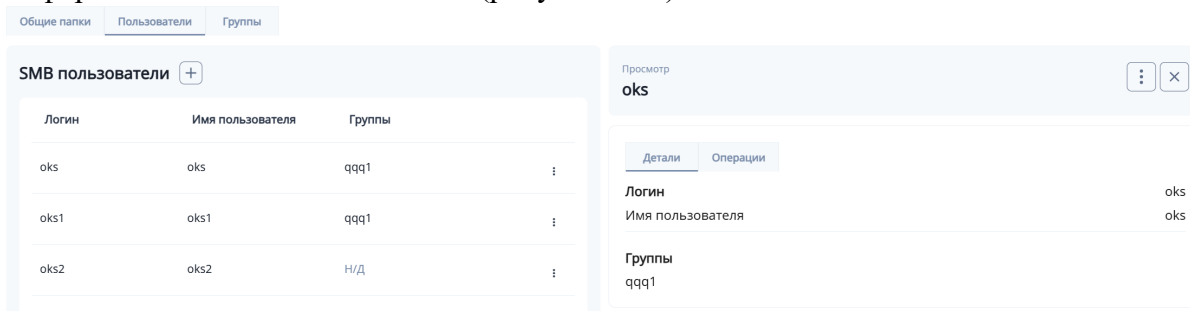 Общие папки Пользователи Группы
SMB пользователи
Логин Имя пользователя Группы
oks oks qqq1
oks1 oks1 qqq1
oks2 oks2 Н/Д
Просмотр
oks
Детали Операции
Логин oks
Имя пользователя oks
Группы
qqq1